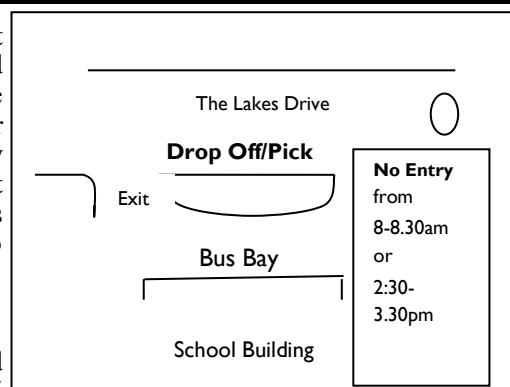 The Lakes Drive
Drop Off/Pick
Exit
Bus Bay
School Building
No Entry
from
8-8.30am
or
2:30-
3.30pm